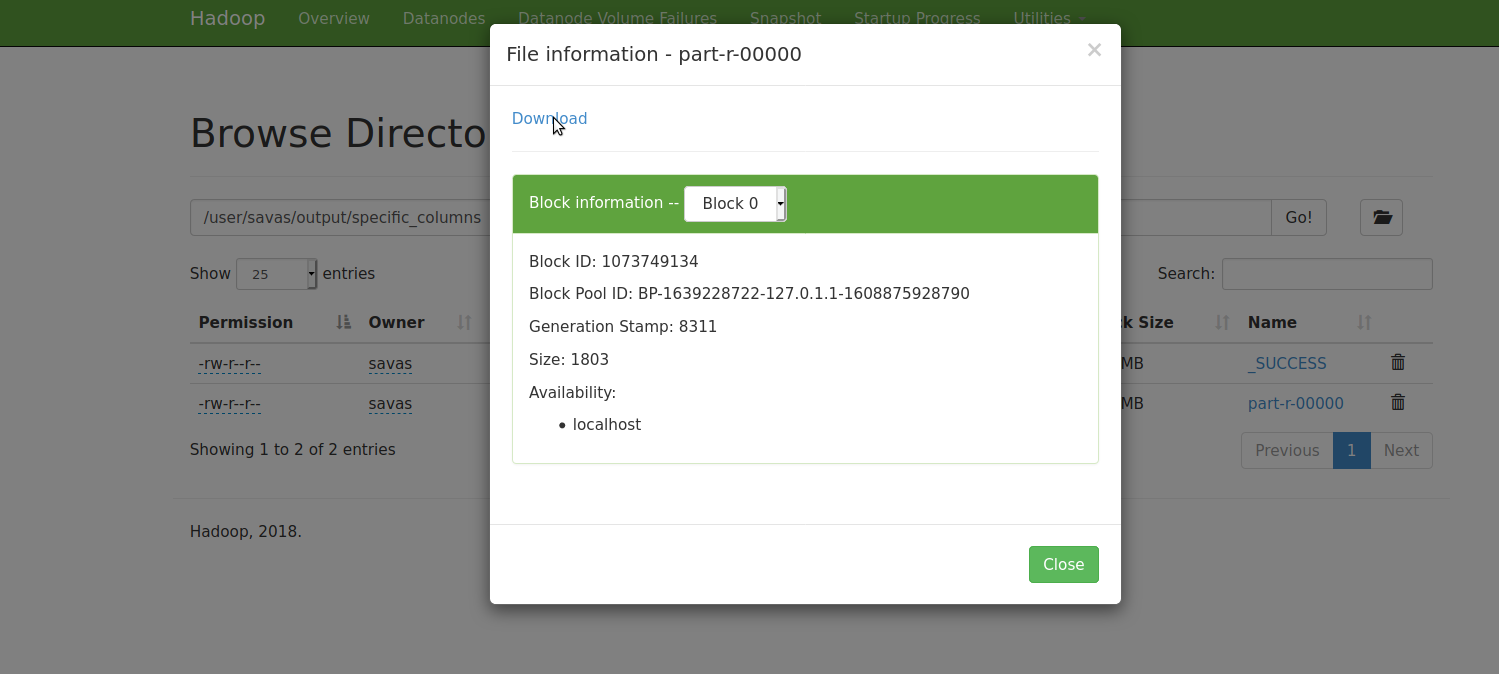 Hadoop Overview Datanodes Datanode Volume Failures Snapshot Startup Progress Utilities
File information - part-r-00000 ×
Download
Browse Directo
Block information -- Block 0
/user/savas/output/specific_columns Go!
Block ID: 1073749134
Show 25 entries Search:
Block Pool ID: BP-1639228722-127.0.1.1-1608875928790
Permission Owner Size Name
Generation Stamp: 8311
-rw-r--r-- savas MB _SUCCESS
Size: 1803
Availability:
-rw-r--r-- savas MB part-r-00000
• localhost
Showing 1 to 2 of 2 entries Previous 1 Next
Hadoop, 2018.
Close